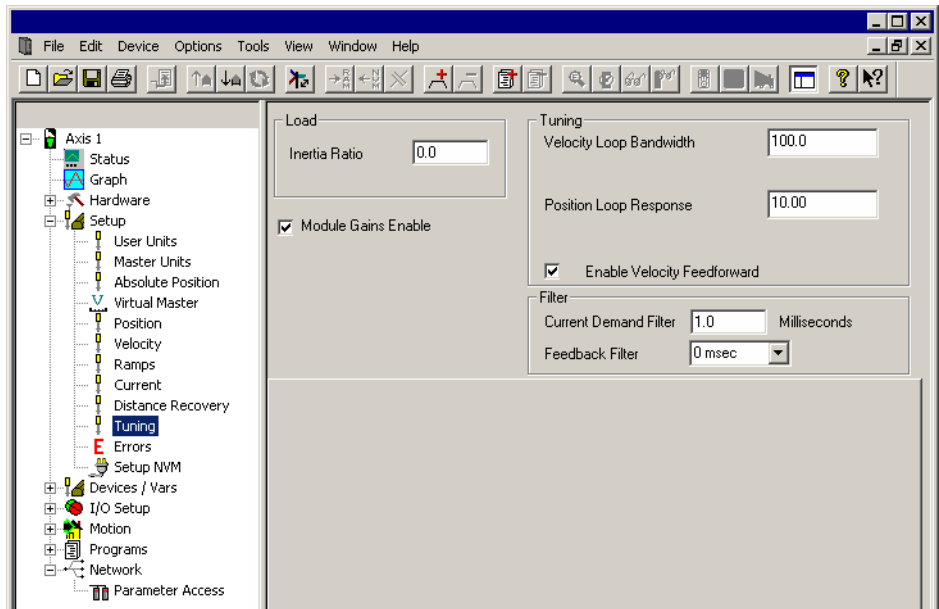 File Edit Device Options Tools View Window Help
Axis 1
Status
Graph
Hardware
Setup
User Units
Master Units
Absolute Position
Virtual Master
Position
Velocity
Ramps
Current
Distance Recovery
Tuning
E Errors
Setup NVM
Devices / Vars
I/O Setup
Motion
Programs
Network
Parameter Access
Load
Inertia Ratio 0.0
Module Gains Enable
Tuning
Velocity Loop Bandwidth 100.0
Position Loop Response 10.00
Enable Velocity Feedforward
Filter
Current Demand Filter 1.0 Milliseconds
Feedback Filter 0 msec